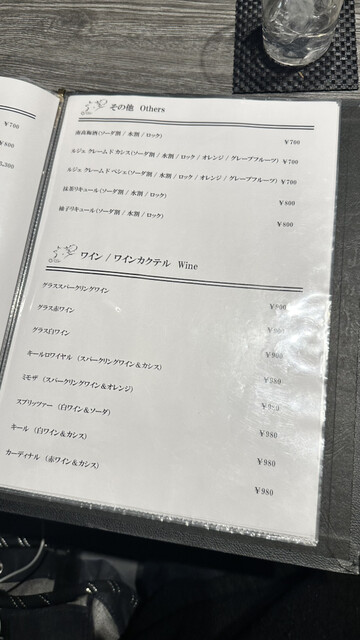 ¥700
¥800
その他 Others
南高梅酒(ソーダ割 / 水割 / ロック) ¥700
ルジェ クレームド カシス(ソーダ割 / 水割 / ロック / オレンジ / グレープフルーツ) ¥700
ルジェ クレームド ペシェ(ソーダ割 / 水割 / ロック / オレンジ / グレープフルーツ) ¥700
抹茶リキュール(ソーダ割 / 水割 / ロック) ¥800
柚子リキュール(ソーダ割 / 水割 / ロック) ¥800
ワイン / ワインカクテル Wine
グラススパークリングワイン ¥900
グラス赤ワイン ¥900
グラス白ワイン ¥900
キールロワイヤル（スパークリングワイン＆カシス） ¥980
ミモザ（スパークリングワイン＆オレンジ） ¥980
スプリッツァー（白ワイン＆ソーダ） ¥980
キール（白ワイン＆カシス） ¥980
カーディナル（赤ワイン＆カシス） ¥980